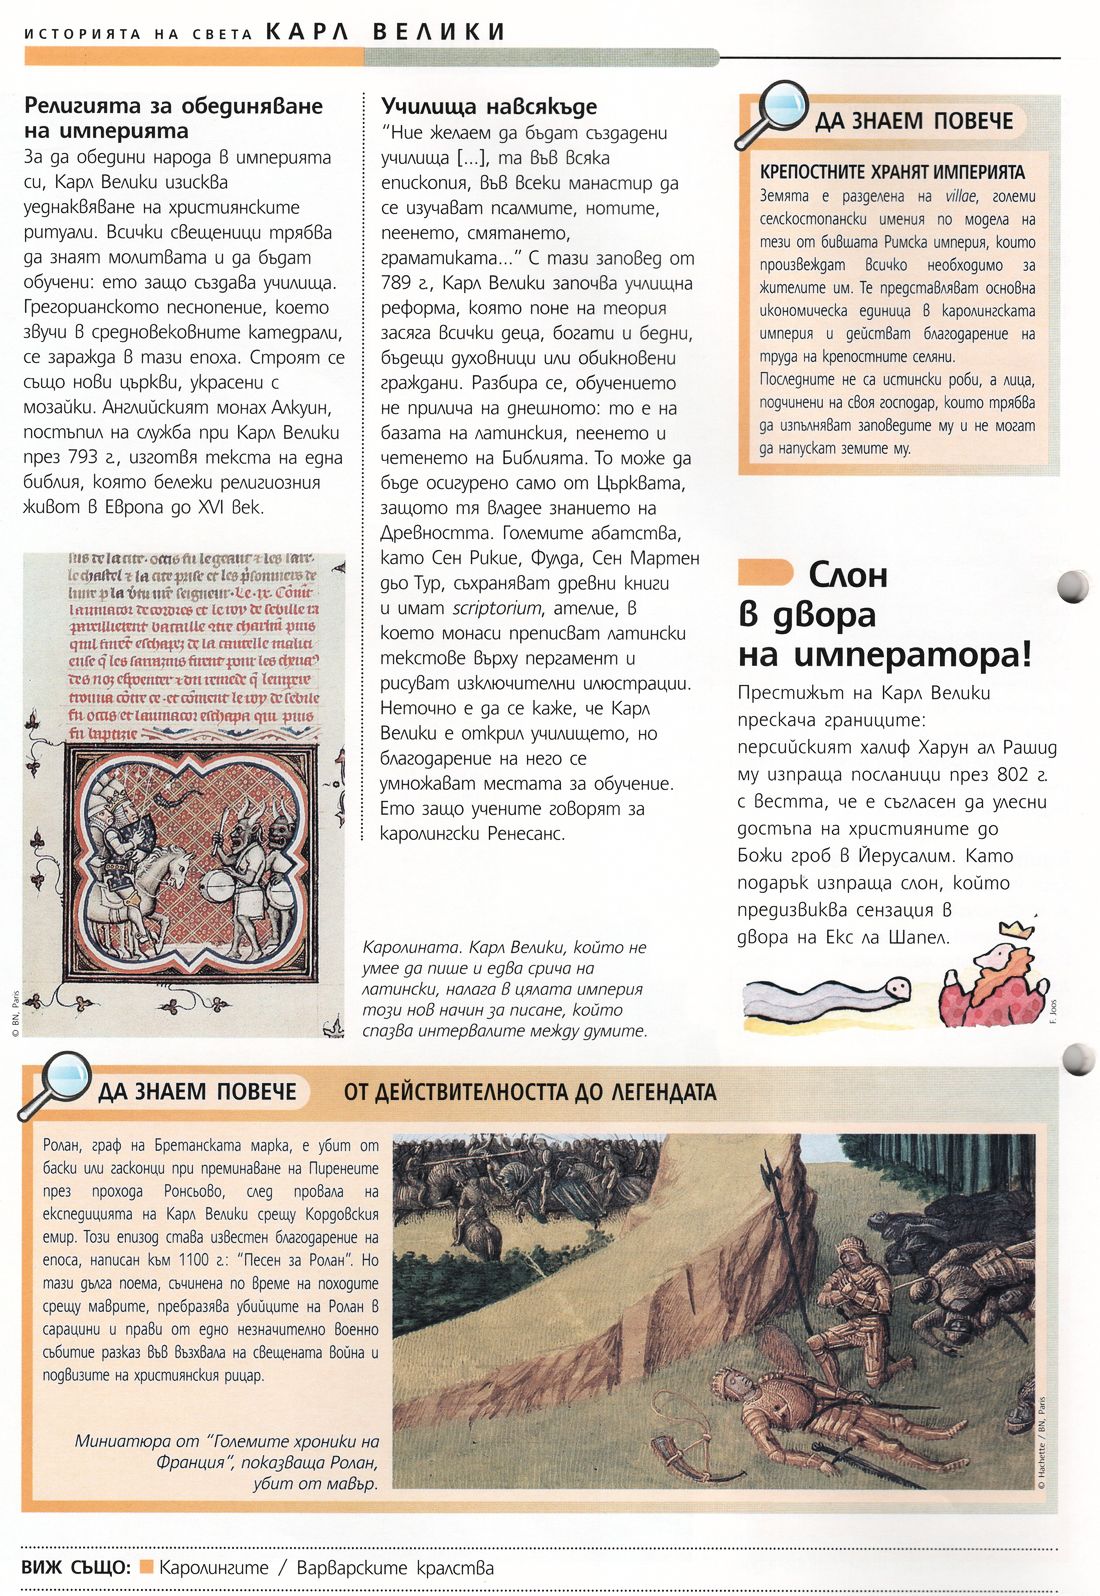 ИСТОРИЯТА НА СВЕТА КАРЛ ВЕЛИКИ
Религията за обединяване
на империята
За да обедини народа в империята
си, Карл Велики изисква
уеднаквяване на християнските
ритуали. Всички свещеници трябва
да знаят молитвата и да бъдат
обучени: ето защо създава училища.
Грегорианското песнопение, което
звучи в средновековните катедрали,
се заражда в тази епоха. Строят се
също нови църкви, украсени с
мозайки. Английският монах Алкуин,
постъпил на служба при Карл Велики
през 793 г., изготвя текста на една
библия, която бележи религиозния
живот в Европа до XVI век.
© BN, Paris
Училища навсякъде
“Ние желаем да бъдат създадени
училища [...], та във всяка
епископия, във всеки манастир да
се изучават псалмите, нотите,
пеенето, смятането,
граматиката...” С тази заповед от
789 г., Карл Велики започва училищна
реформа, която поне на теория
засяга всички деца, богати и бедни,
бъдещи духовници или обикновени
граждани. Разбира се, обучението
не прилича на днешното: то е на
базата на латинския, пеенето и
четенето на Библията. То може да
бъде осигурено само от Църквата,
защото тя владее знанието на
Древността. Големите абатства,
като Сен Рикие, Фулда, Сен Мартен
дьо Тур, съхраняват древни книги
и имат scriptorium, ателие, в
което монаси преписват латински
текстове върху пергамент и
рисуват изключителни илюстрации.
Неточно е да се каже, че Карл
Велики е открил училището, но
благодарение на него се
умножават местата за обучение.
Ето защо учените говорят за
каролингски Ренесанс.
Каролината. Карл Велики, който не
умее да пише и едва срича на
латински, налага в цялата империя
този нов начин за писане, който
спазва интервалите между думите.
ДА ЗНАЕМ ПОВЕЧЕ
КРЕПОСТНИТЕ ХРАНЯТ ИМПЕРИЯТА
Земята е разделена на villae, големи
селскостопански имения по модела на
тези от бившата Римска империя, които
произвеждат всичко необходимо за
жителите им. Те представляват основна
икономическа единица в каролингската
империя и действат благодарение на
труда на крепостните селяни.
Последните не са истински роби, а лица,
подчинени на своя господар, които трябва
да изпълняват заповедите му и не могат
да напускат земите му.
Слон
в двора
на императора!
Престижът на Карл Велики
прескача границите:
персийският халиф Харун ал Рашид
му изпраща посланици през 802 г.
с вестта, че е съгласен да улесни
достъпа на християните до
Божи гроб в Йерусалим. Като
подарък изпраща слон, който
предизвиква сензация в
двора на Екс ла Шапел.
F. Joos
ДА ЗНАЕМ ПОВЕЧЕ ОТ ДЕЙСТВИТЕЛНОСТТА ДО ЛЕГЕНДАТА
Ролан, граф на Бретанската марка, е убит от
баски или гасконци при преминаване на Пиренеите
през прохода Ронсьово, след провала на
експедицията на Карл Велики срещу Кордовския
емир. Този епизод става известен благодарение на
епоса, написан към 1100 г.: “Песен за Ролан”. Но
тази дълга поема, съчинена по време на походите
срещу маврите, преобразява убийците на Ролан в
сарацини и прави от едно незначително военно
събитие разказ във възхвала на свещената война и
подвизите на християнския рицар.
Миниатюра от “Големите хроники на
Франция”, показваща Ролан,
убит от мавър.
© Hachette / BN, Paris
ВИЖ СЪЩО: Каролингите / Варварските кралства